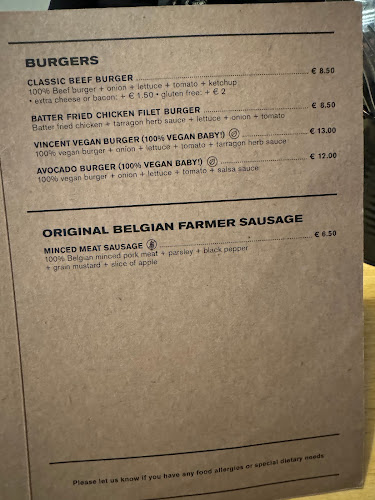 BURGERS
CLASSIC BEEF BURGER € 8.50
100% Beef burger + onion + lettuce + tomato + ketchup
• extra cheese or bacon: + € 1.50 • gluten free: + € 2
BATTER FRIED CHICKEN FILET BURGER € 8.50
Batter fried chicken + tarragon herb sauce + lettuce + onion + tomato
VINCENT VEGAN BURGER (100% VEGAN BABY!) € 13.00
100% vegan burger + onion + lettuce + tomato + tarragon herb sauce
AVOCADO BURGER (100% VEGAN BABY!) € 12.00
100% vegan burger + onion + lettuce + tomato + salsa sauce
ORIGINAL BELGIAN FARMER SAUSAGE
MINCED MEAT SAUSAGE € 6.50
100% Belgian minced pork meat + parsley + black pepper
+ grain mustard + slice of apple
Please let us know if you have any food allergies or special dietary needs